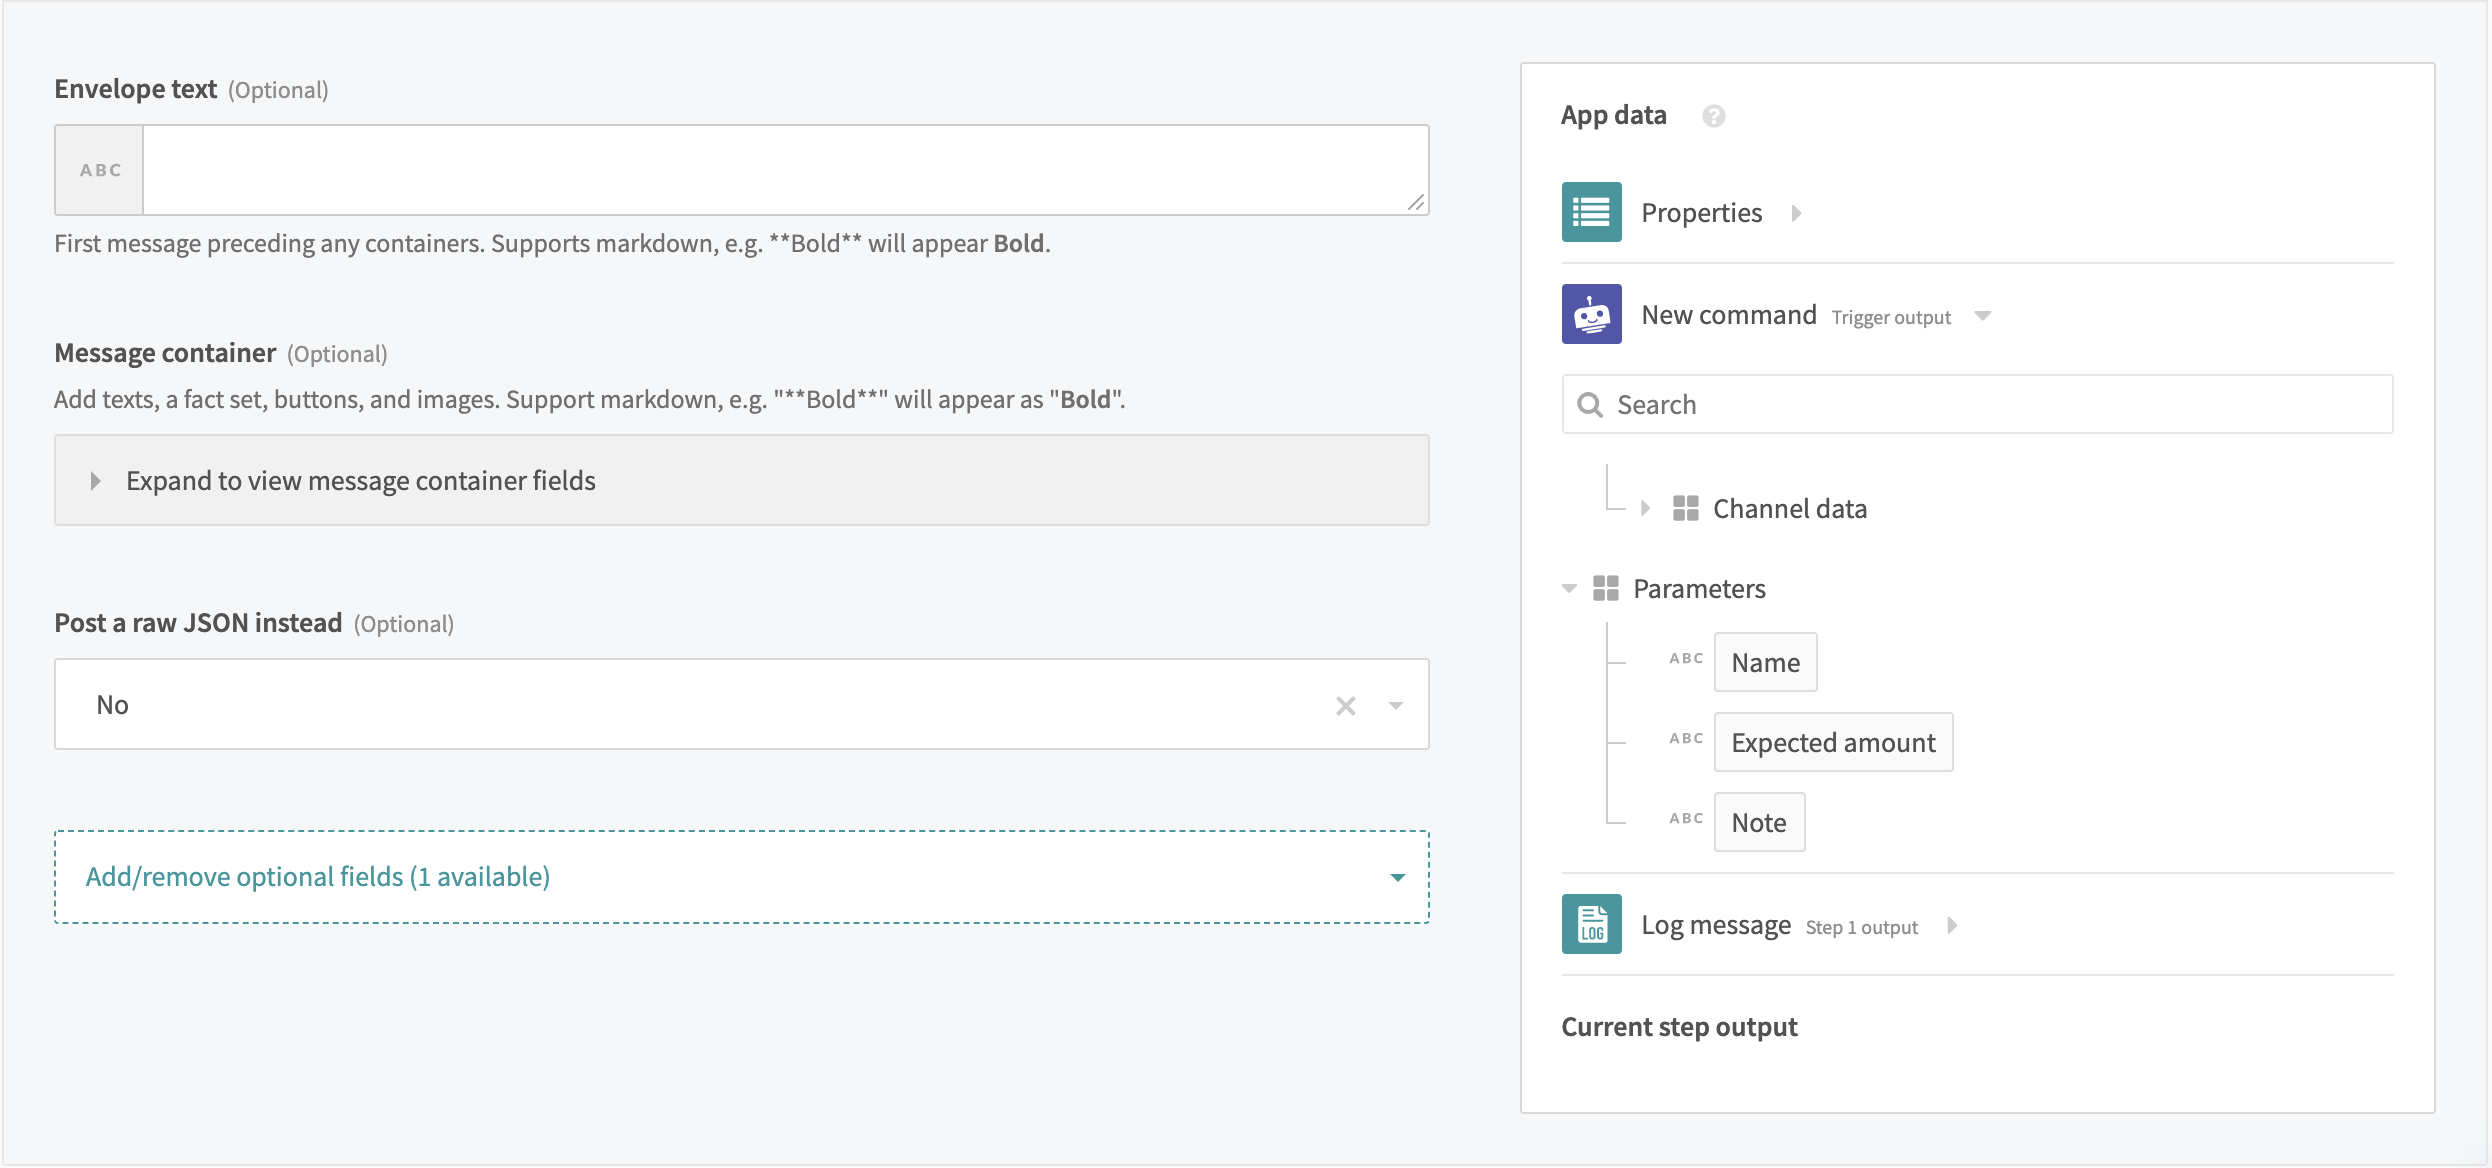 Envelope text (Optional)
ABC
First message preceding any containers. Supports markdown, e.g. **Bold** will appear Bold.
Message container (Optional)
Add texts, a fact set, buttons, and images. Support markdown, e.g. "**Bold**" will appear as "Bold".
Expand to view message container fields
Post a raw JSON instead (Optional)
No
Add/remove optional fields (1 available)
App data ?
Properties
New command Trigger output
Search
Channel data
Parameters
ABC Name
ABC Expected amount
ABC Note
LOG Log message Step 1 output
Current step output